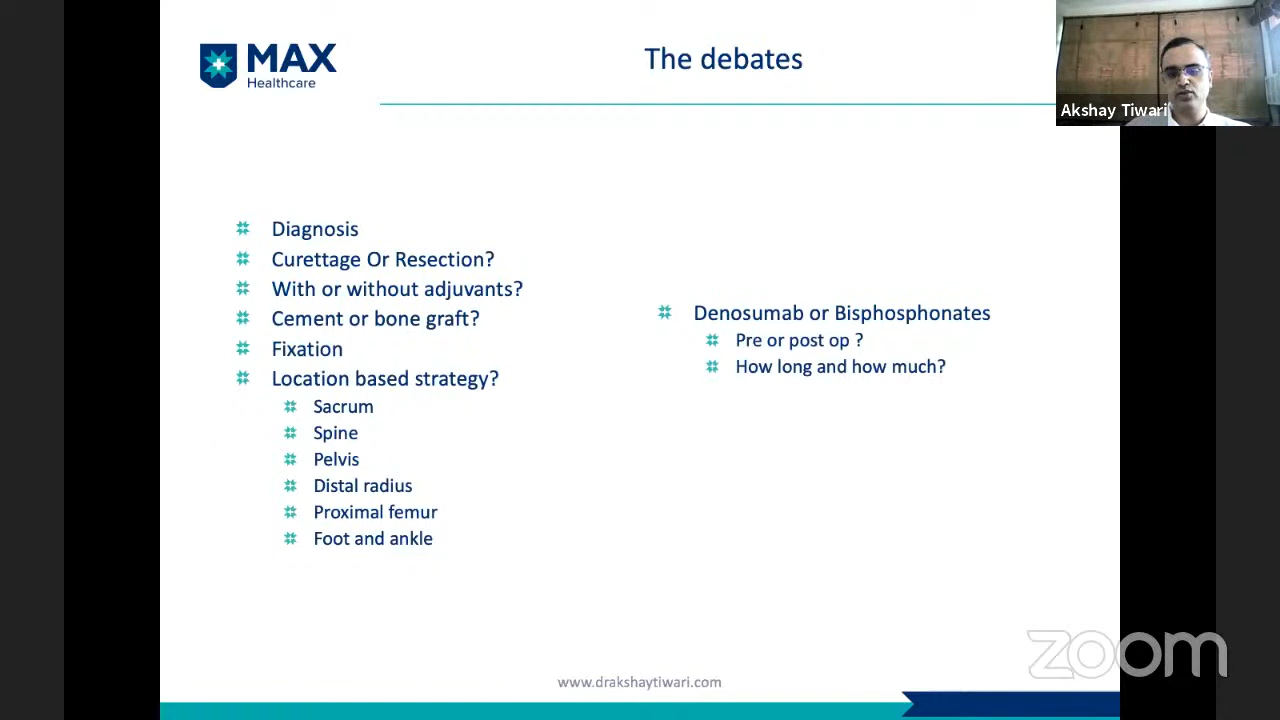 MAX
Healthcare
The debates
Akshay Tiwari
Diagnosis
Curettage Or Resection?
With or without adjuvants?
Cement or bone graft?
Fixation
Location based strategy?
Sacrum
Spine
Pelvis
Distal radius
Proximal femur
Foot and ankle
Denosumab or Bisphosphonates
Pre or post op ?
How long and how much?
www.drakshaytiwari.com
zoom